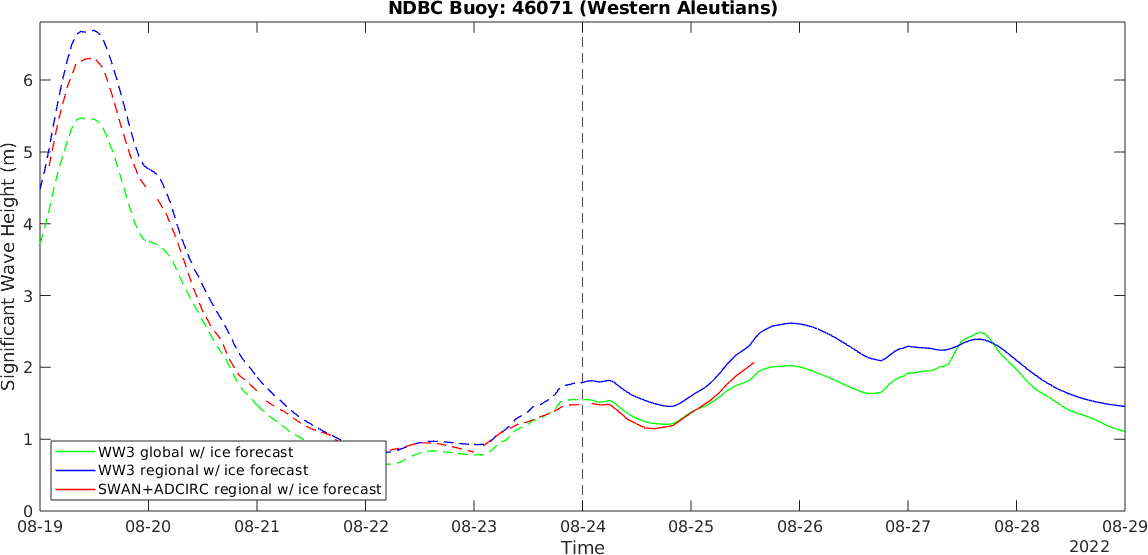 NDBC Buoy: 46071 (Western Aleutians)
Significant Wave Height (m)
6
5
4
3
2
1
0
WW3 global w/ ice forecast
WW3 regional w/ ice forecast
SWAN+ADCIRC regional w/ ice forecast
08-19 08-20 08-21 08-22 08-23 08-24 08-25 08-26 08-27 08-28 08-29
Time
2022